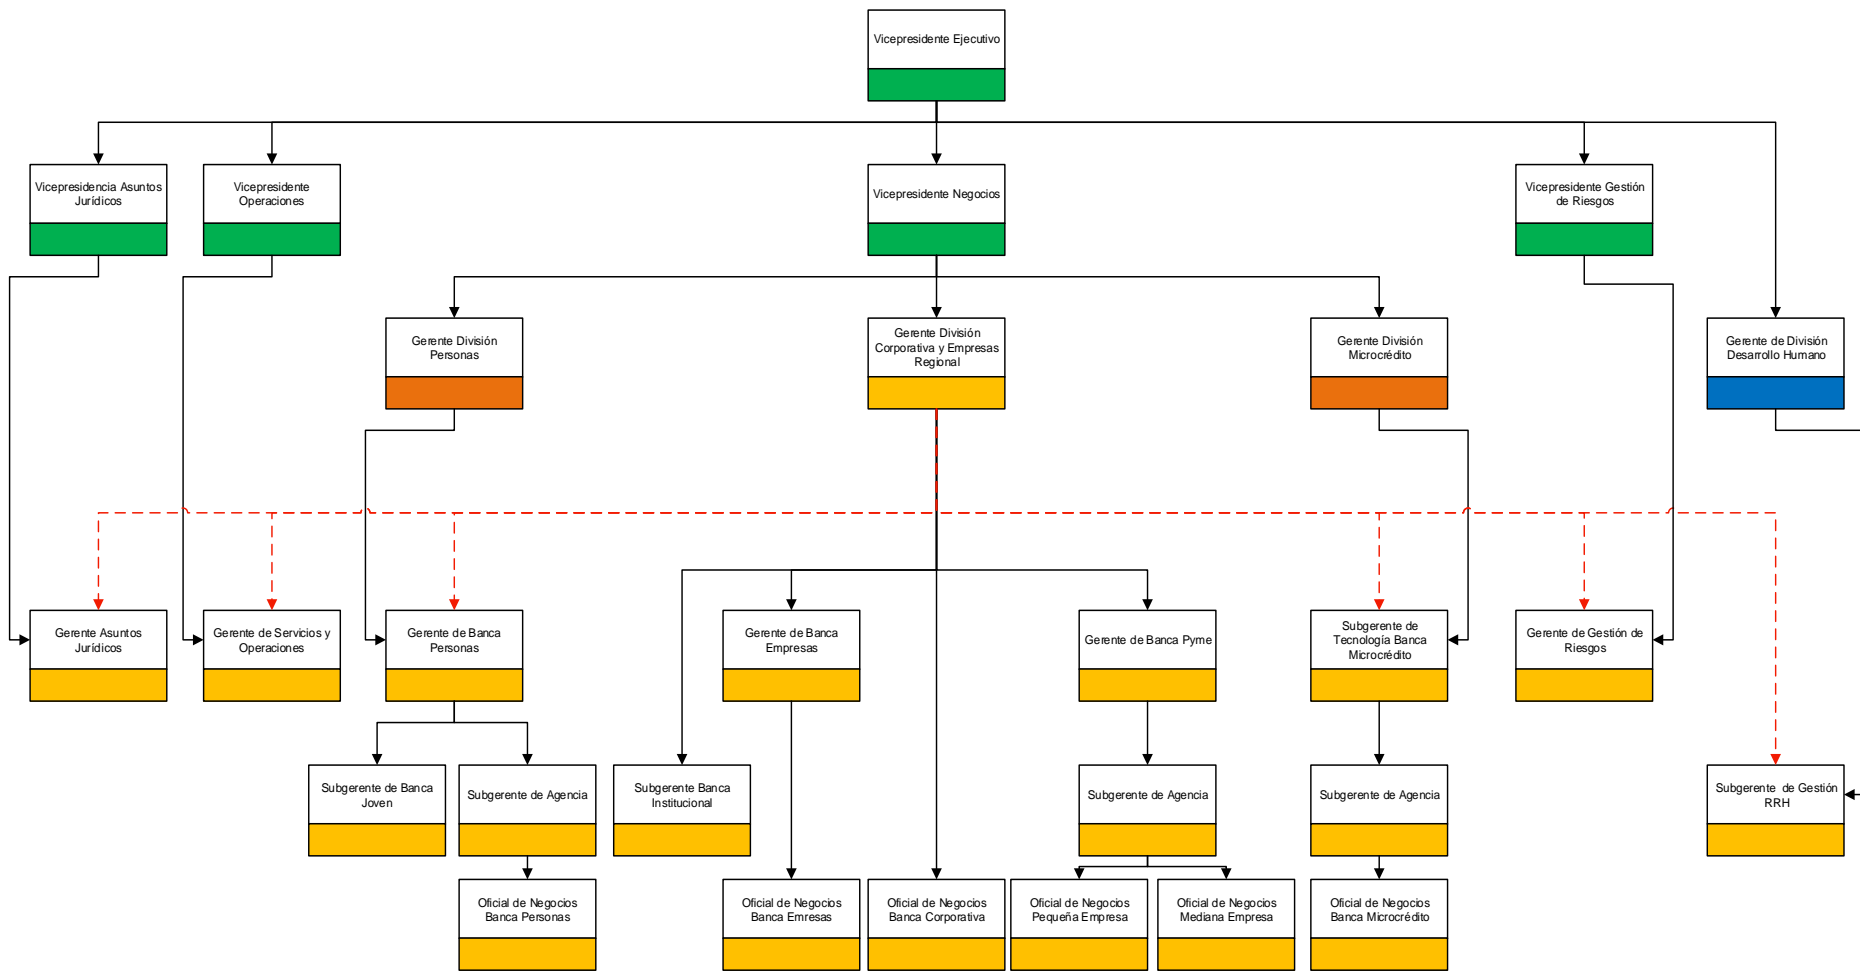 Vicepresidente Ejecutivo
Vicepresidencia Asuntos
Jurídicos
Vicepresidente
Operaciones
Vicepresidente Negocios
Vicepresidente Gestión
de Riesgos
Gerente División
Personas
Gerente División
Corporativa y Empresas
Regional
Gerente División
Microcrédito
Gerente de División
Desarrollo Humano
Gerente Asuntos
Jurídicos
Gerente de Servicios y
Operaciones
Gerente de Banca
Personas
Gerente de Banca
Empresas
Gerente de Banca Pyme
Subgerente de
Tecnología Banca
Microcrédito
Gerente de Gestión de
Riesgos
Subgerente de Banca
Joven
Subgerente de Agencia
Subgerente Banca
Institucional
Subgerente de Agencia
Subgerente de Agencia
Subgerente de Gestión
RRH
Oficial de Negocios
Banca Personas
Oficial de Negocios
Banca Emresas
Oficial de Negocios
Banca Corporativa
Oficial de Negocios
Pequeña Empresa
Oficial de Negocios
Mediana Empresa
Oficial de Negocios
Banca Microcrédito